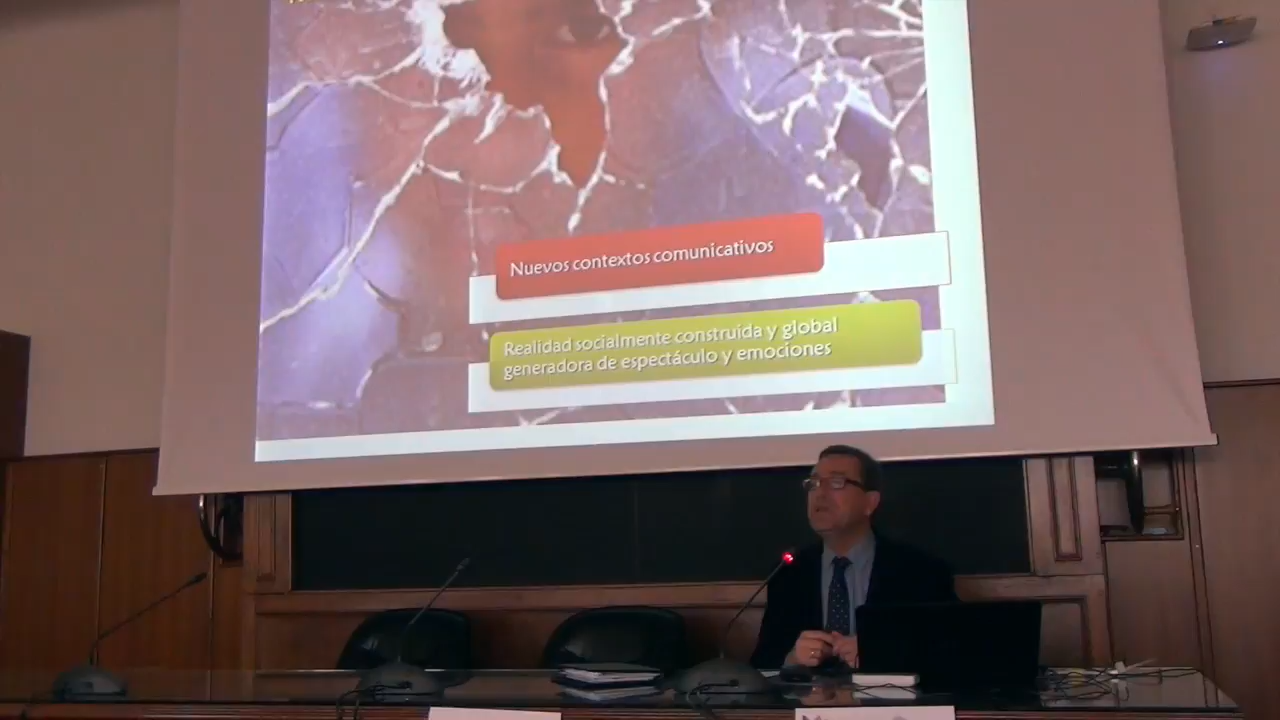 Nuevos contextos comunicativos
Realidad socialmente construida y global
generadora de espectáculo y emociones